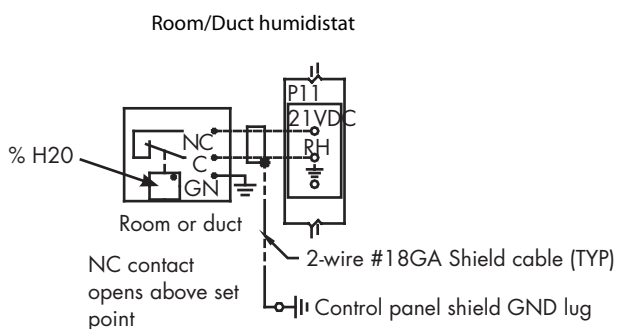 Room/Duct humidistat
P11
21VDC
NC
RH
% H20
C
GN
Room or duct
2-wire #18GA Shield cable (TYP)
NC contact
opens above set
point
Control panel shield GND lug